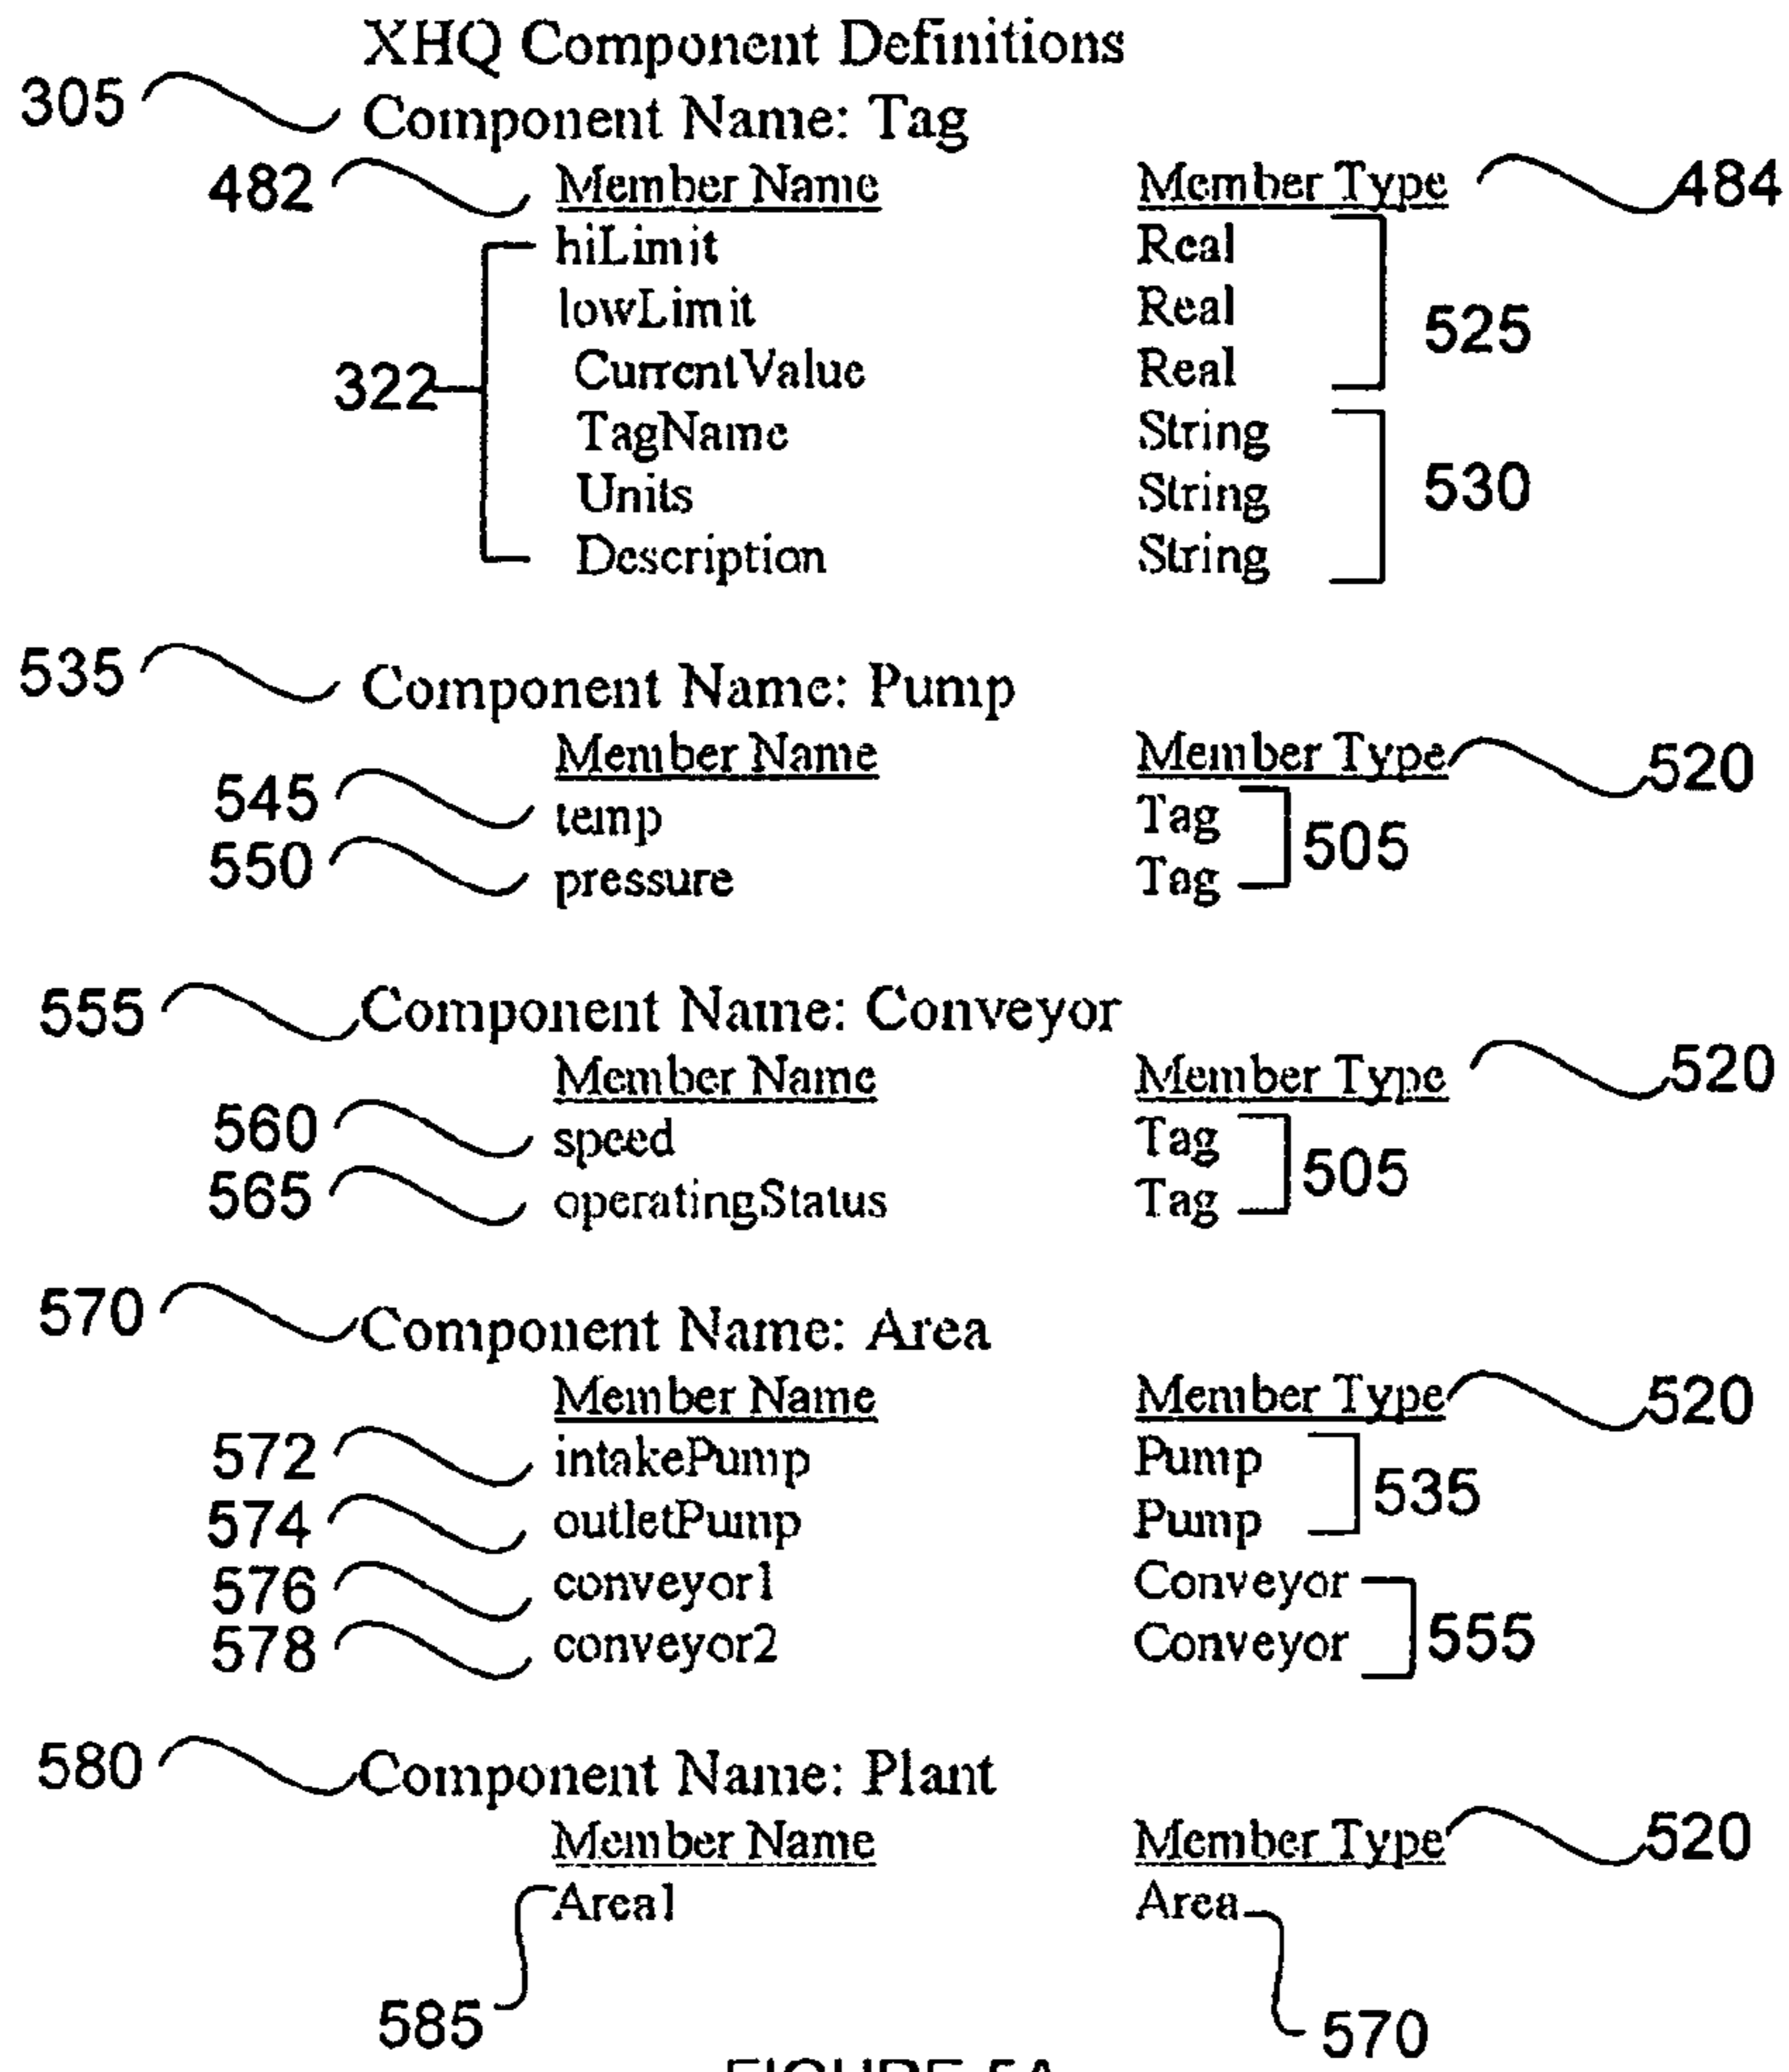 XHQ Component Definitions
305 Component Name: Tag
482 Member Name Member Type 484
hiLimit Real
lowLimit Real 525
322 CurrentValue Real
TagName String
Units String 530
Description String
535 Component Name: Pump
Member Name Member Type 520
545 temp Tag
550 pressure Tag 505
555 Component Name: Conveyor
Member Name Member Type 520
560 speed Tag
565 operatingStatus Tag 505
570 Component Name: Area
Member Name Member Type 520
572 intakePump Pump
574 outletPump Pump 535
576 conveyor1 Conveyor
578 conveyor2 Conveyor 555
580 Component Name: Plant
Member Name Member Type 520
Area1 Area
585 570
FIGURE 5A